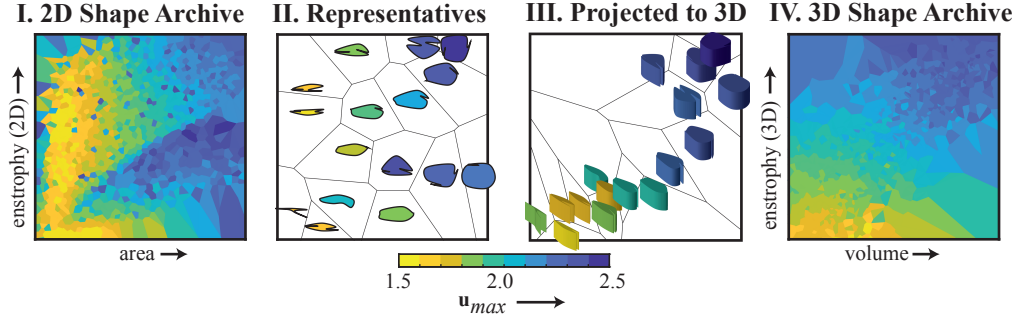 I. 2D Shape Archive
II. Representatives
III. Projected to 3D
IV. 3D Shape Archive
enstrophy (2D)
enstrophy (3D)
area
volume
1.5
2.0
2.5
u_max